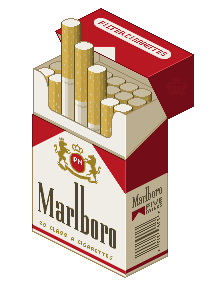 FILTER CIGARETTES
PM
Marlboro
20 CLASS A CIGARETTES
Marlboro